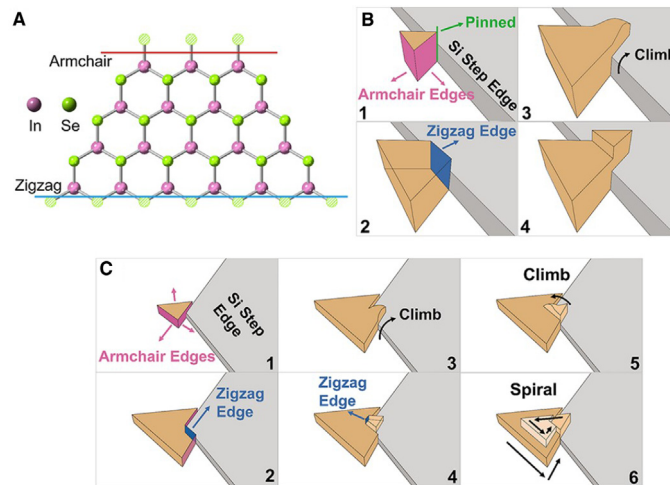 A
Armchair
In
Se
Zigzag
B
Pinned
Si Step Edge
Armchair Edges
1
Climb
3
Zigzag Edge
2
4
C
Si Step
Edge
Armchair Edges
1
Climb
3
Climb
5
Zigzag
Edge
2
Zigzag
Edge
4
Spiral
6